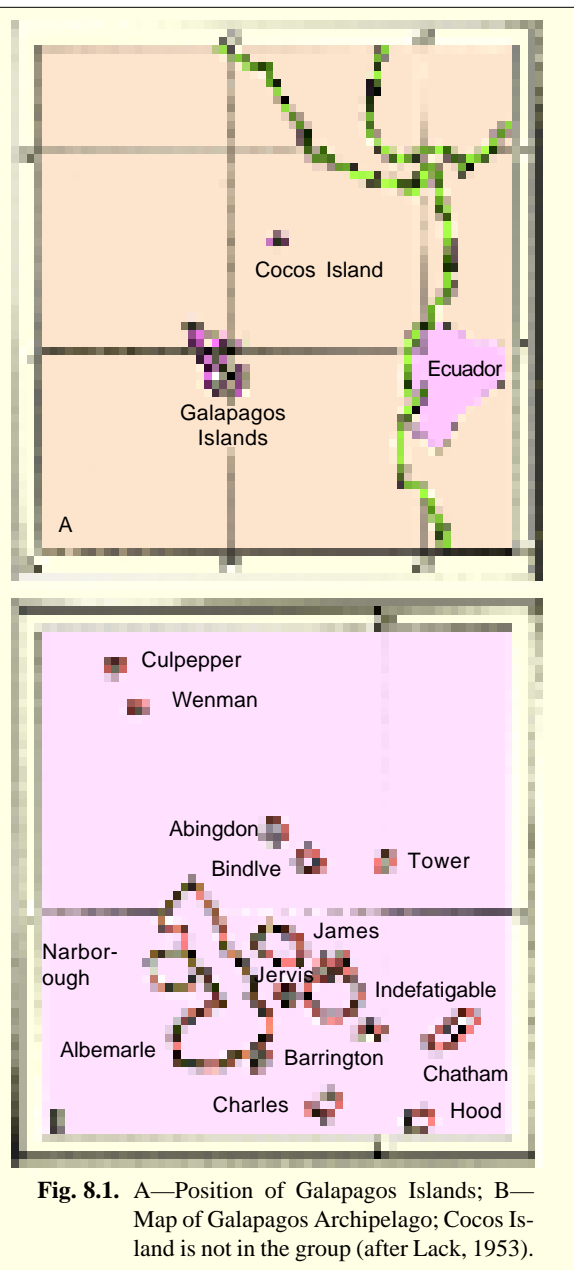 Cocos Island
Ecuador
Galapagos
Islands
A
Culpepper
Wenman
Abingdon
Bindlve
Tower
James
Narbor-
ough
Jervis
Indefatigable
Albemarle
Barrington
Chatham
Charles
Hood
Fig. 8.1. A—Position of Galapagos Islands; B—
Map of Galapagos Archipelago; Cocos Is-
land is not in the group (after Lack, 1953).